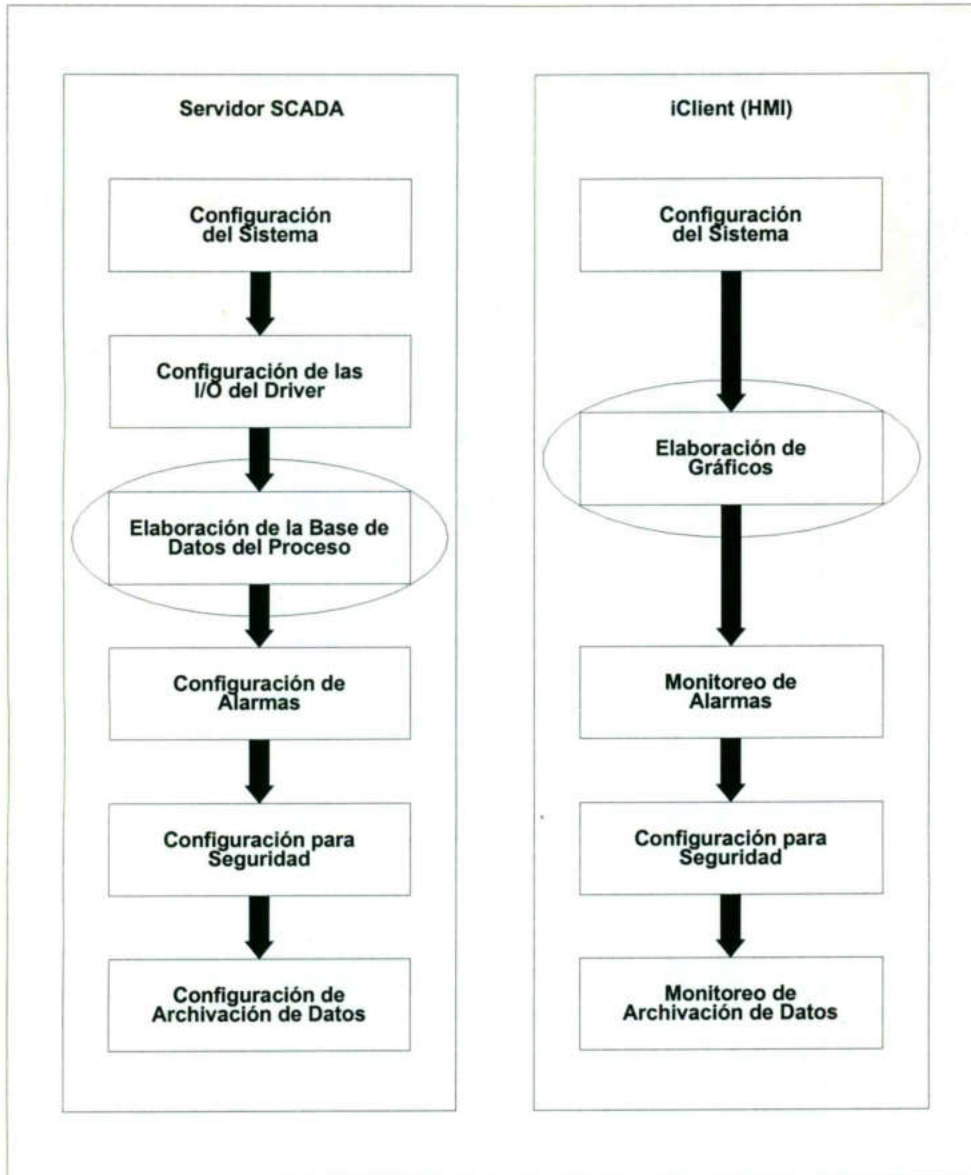 Servidor SCADA
Configuración
del Sistema
Configuración de las
I/O del Driver
Elaboración de la Base de
Datos del Proceso
Configuración de
Alarmas
Configuración para
Seguridad
Configuración de
Archivación de Datos
iClient (HMI)
Configuración
del Sistema
Elaboración de
Gráficos
Monitoreo de
Alarmas
Configuración para
Seguridad
Monitoreo de
Archivación de Datos